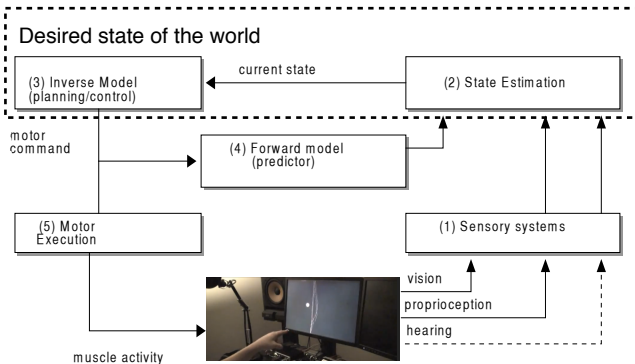 Desired state of the world
(3) Inverse Model
(planning/control)
current state
(2) State Estimation
motor
command
(4) Forward model
(predictor)
(5) Motor
Execution
(1) Sensory systems
vision
proprioception
hearing
muscle activity